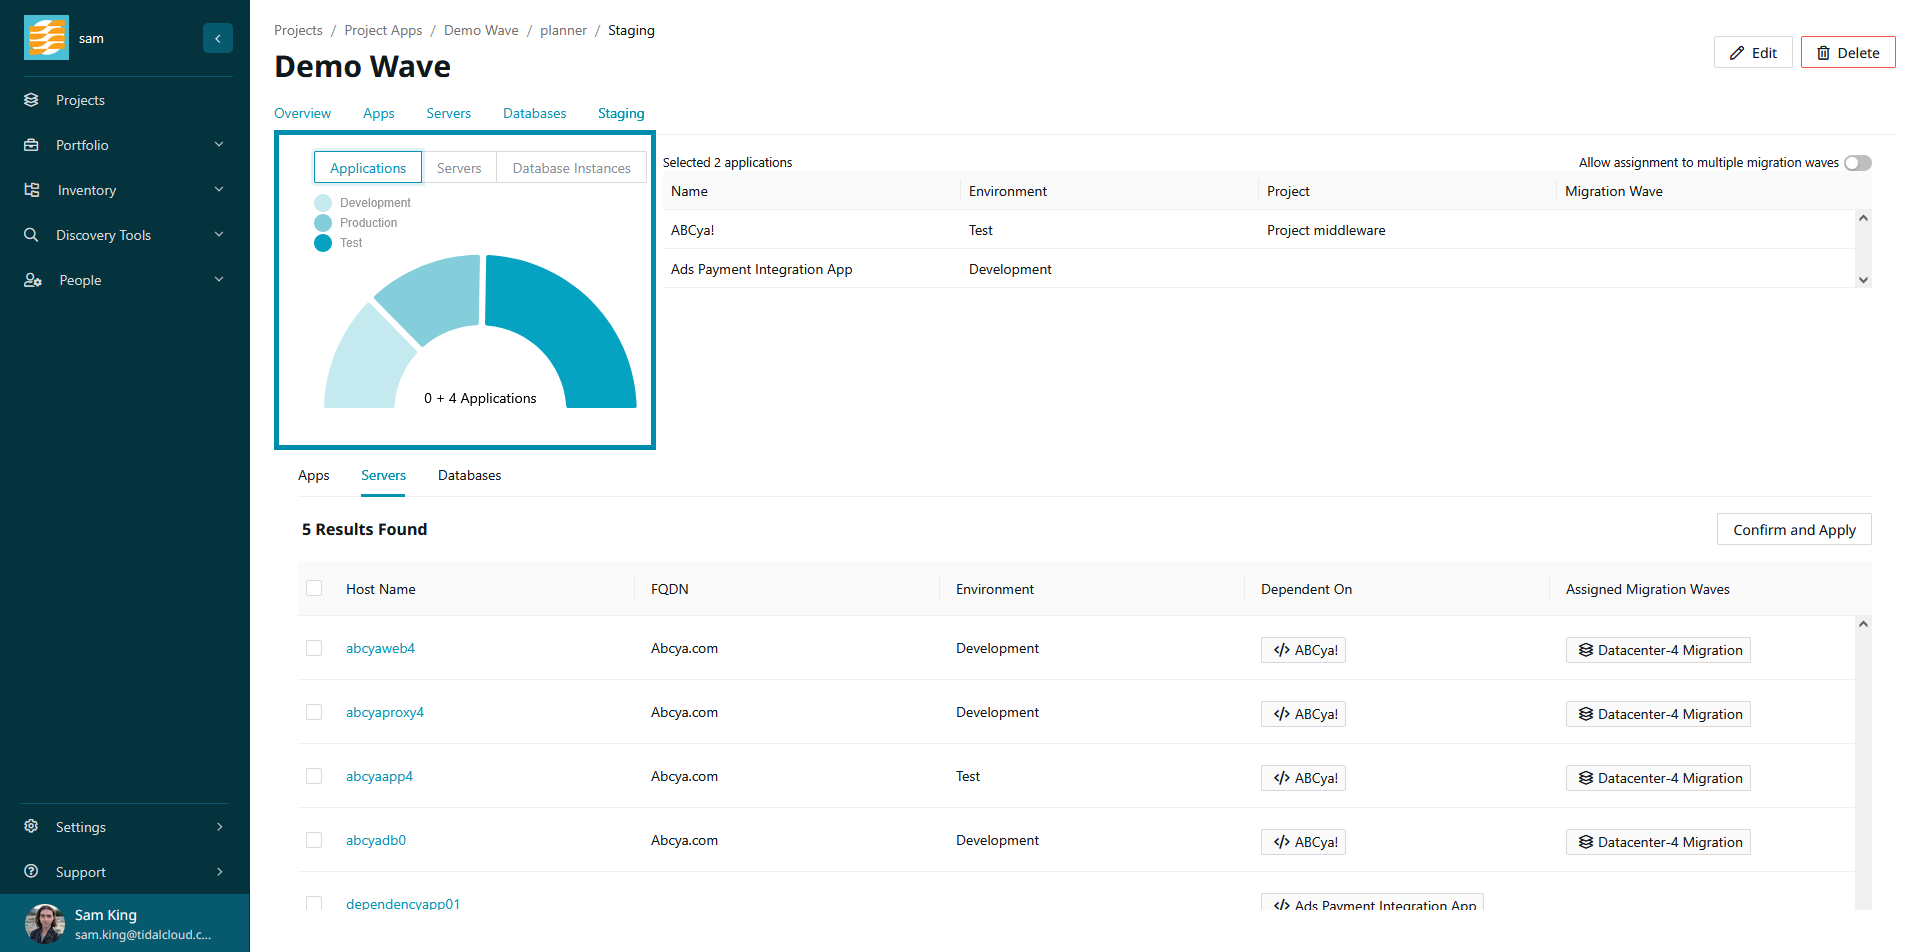 sam
Projects
Portfolio
Inventory
Discovery Tools
People
Settings
Support
Sam King
sam.king@tidalcloud.c...
Projects / Project Apps / Demo Wave / planner / Staging
Demo Wave
Edit
Delete
Overview Apps Servers Databases Staging
Applications Servers Database Instances
Development
Production
Test
0 + 4 Applications
Selected 2 applications
Allow assignment to multiple migration waves
Name Environment Project Migration Wave
ABCya! Test Project middleware
Ads Payment Integration App Development
Apps Servers Databases
5 Results Found
Confirm and Apply
Host Name FQDN Environment Dependent On Assigned Migration Waves
abcyaweb4 Abcya.com Development </> ABCya! Datacenter-4 Migration
abcyaproxy4 Abcya.com Development </> ABCya! Datacenter-4 Migration
abcyaapp4 Abcya.com Test </> ABCya! Datacenter-4 Migration
abcyadb0 Abcya.com Development </> ABCya! Datacenter-4 Migration
dependencyapp01 </> Ads Payment Integration App